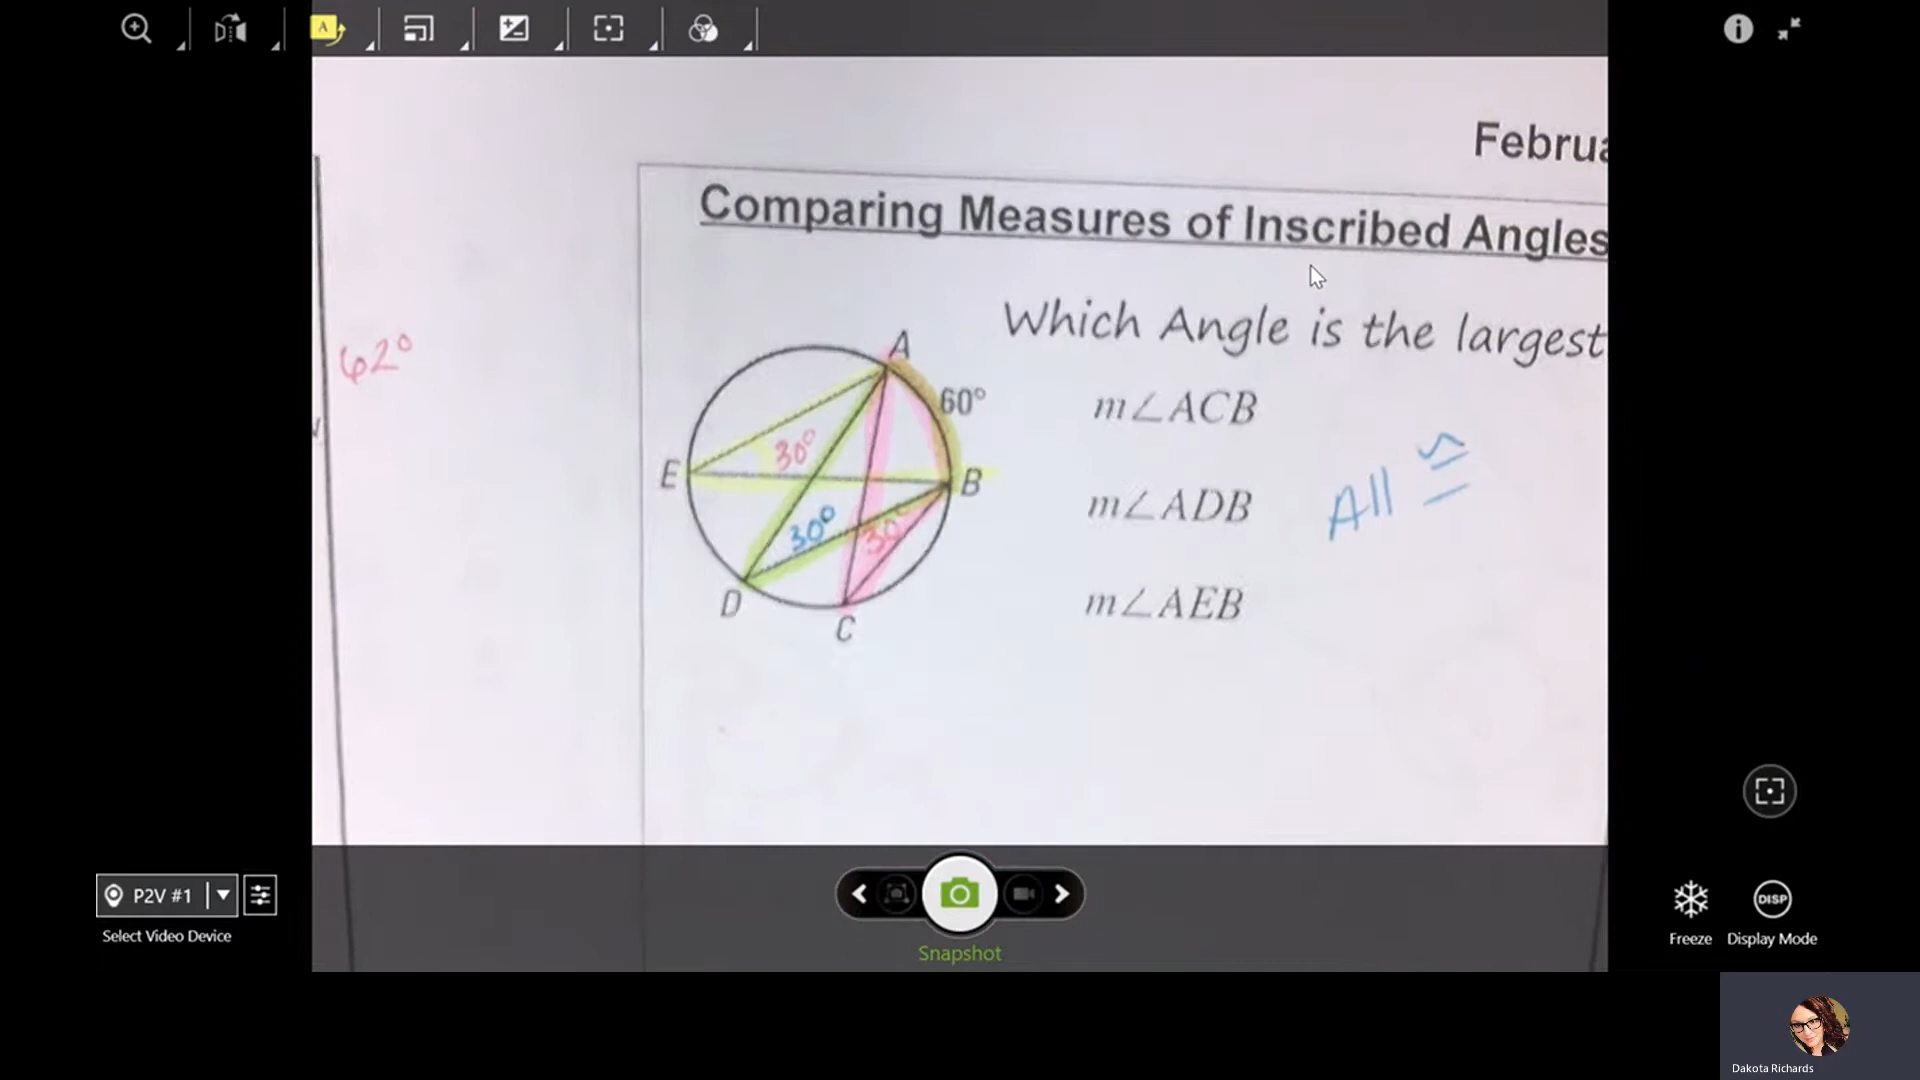 A
Februa
Comparing Measures of Inscribed Angles
Which Angle is the largest
62°
A
60°
m∠ACB
30°
E
B
All ≅
30°
30°
m∠ADB
D
C
m∠AEB
P2V #1
Select Video Device
Snapshot
DISP
Freeze
Display Mode
Dakota Richards